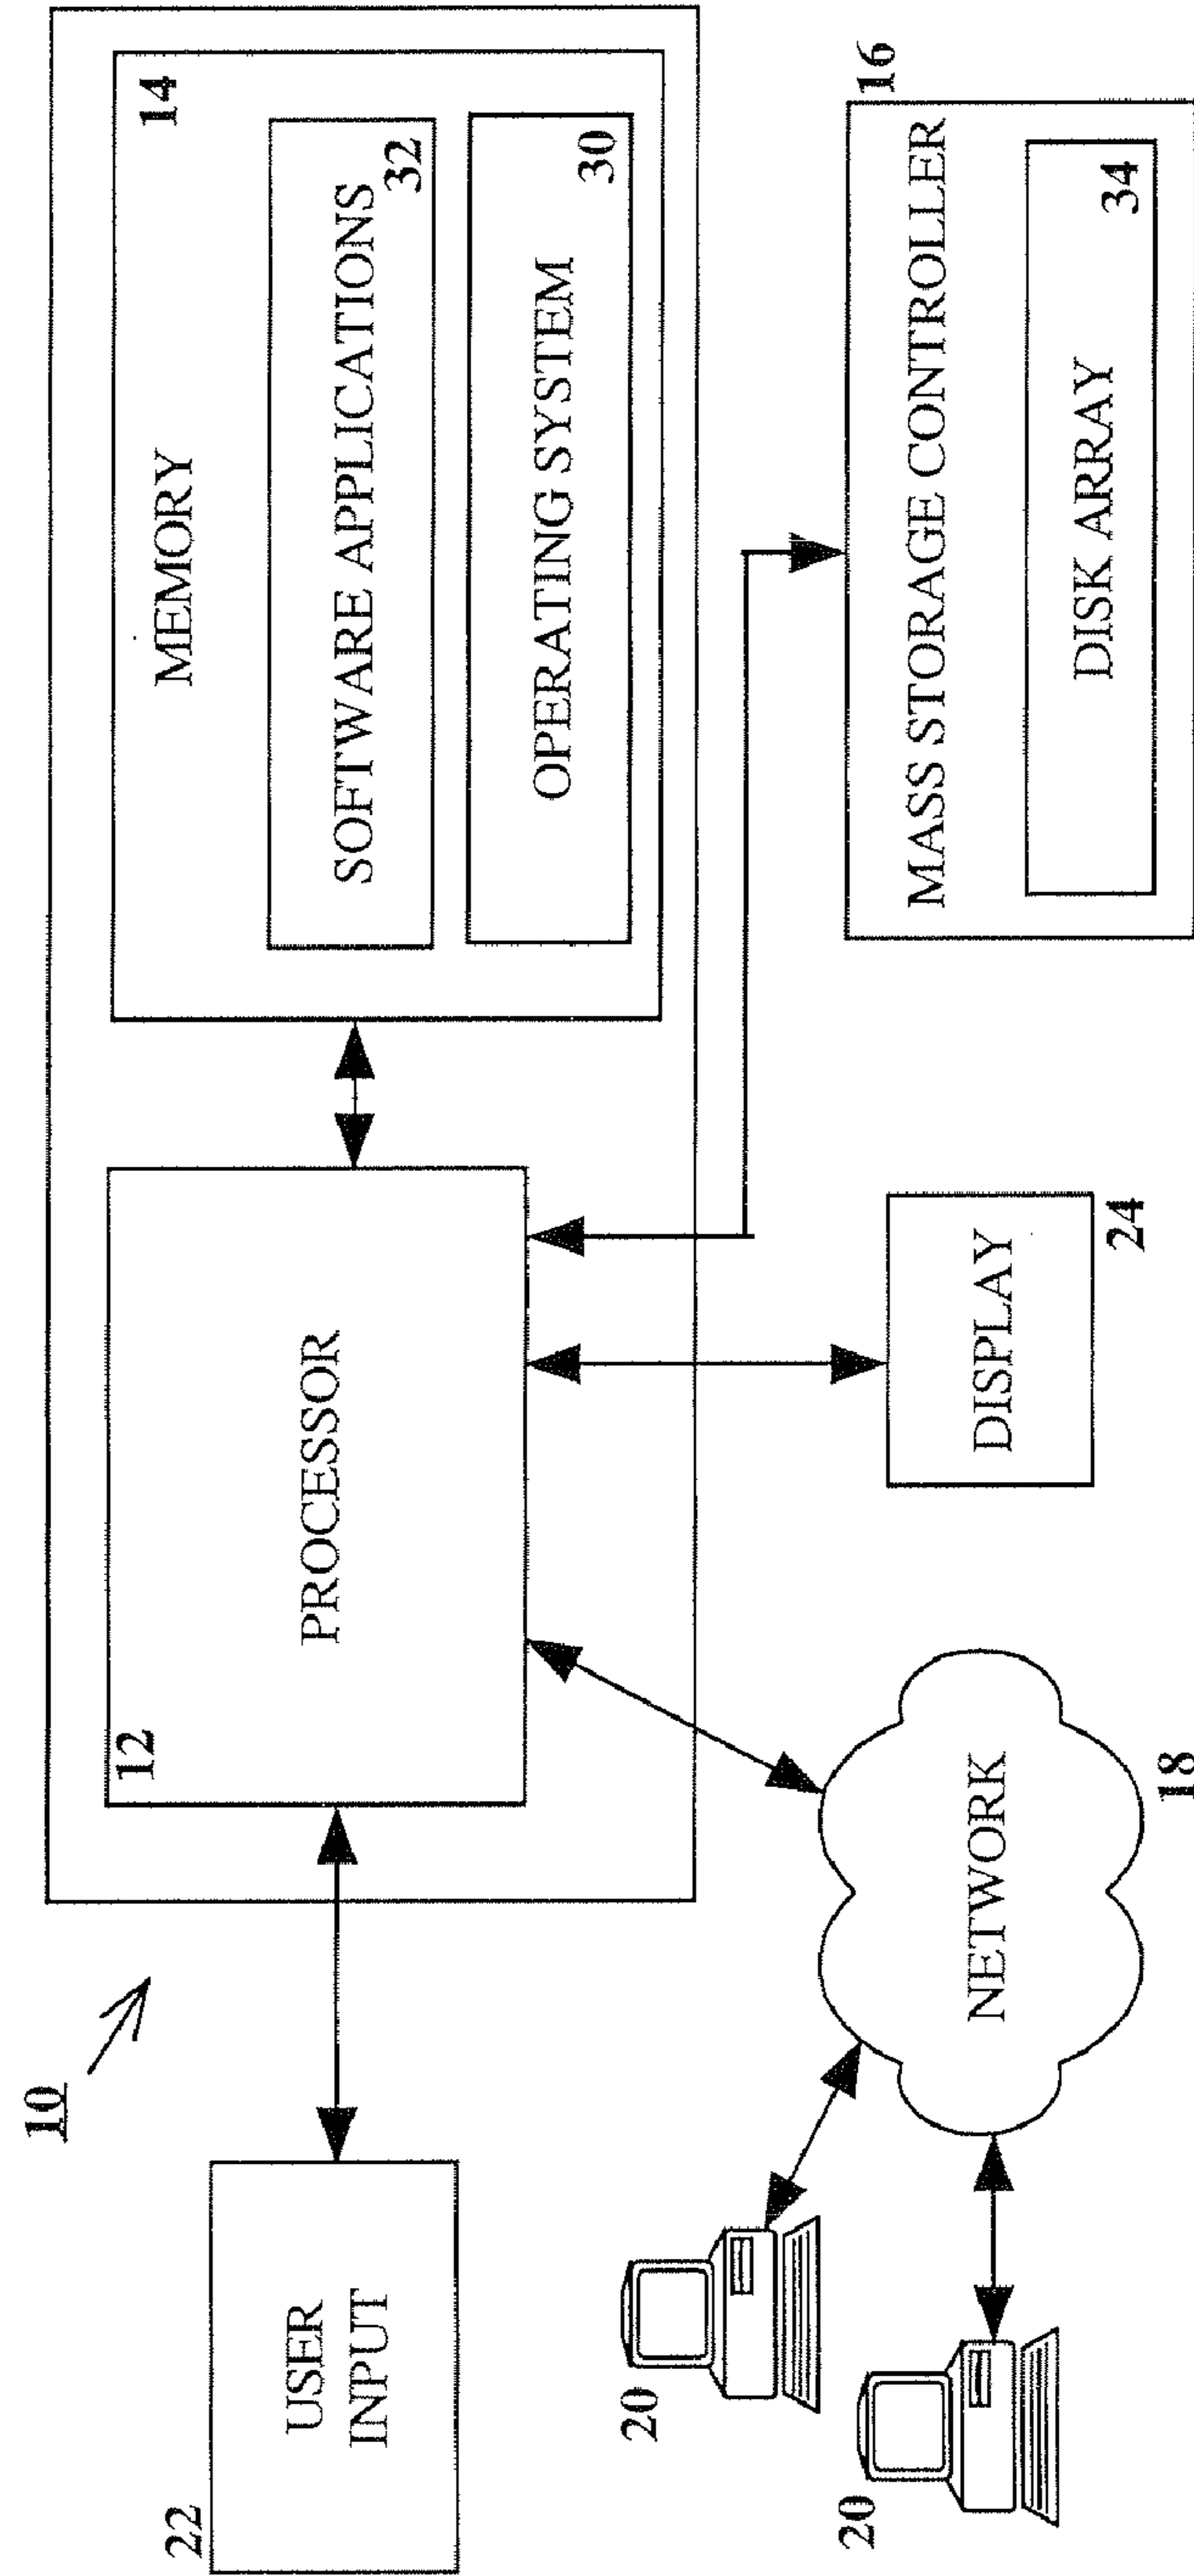 10
22
USER
INPUT
12
PROCESSOR
MEMORY
14
SOFTWARE APPLICATIONS
32
OPERATING SYSTEM
30
20
20
NETWORK
18
DISPLAY
24
16
MASS STORAGE CONTROLLER
DISK ARRAY
34